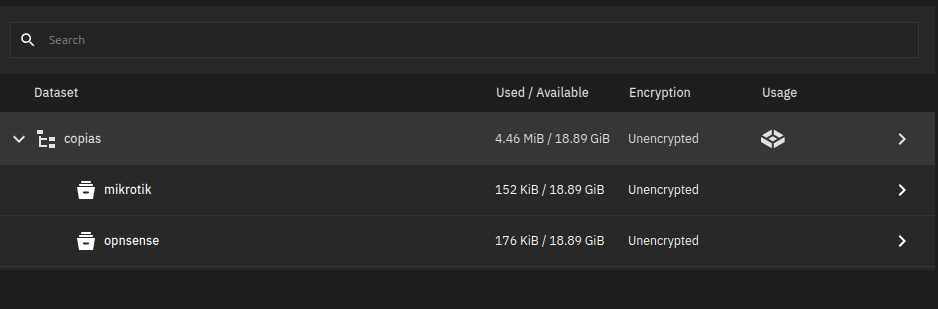 Search
Dataset Used / Available Encryption Usage
copias 4.46 MiB / 18.89 GiB Unencrypted
mikrotik 152 KiB / 18.89 GiB Unencrypted
opnsense 176 KiB / 18.89 GiB Unencrypted